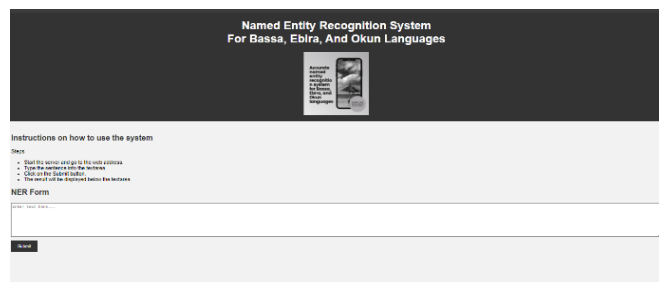 Named Entity Recognition System
For Bassa, Ebira, And Okun Languages
Accurate
named
entity
recognitio
n system
for Bassa,
Ebira, and
Okun
languages
Instructions on how to use the system
Steps
Start the server and go to the web address.
Type the sentence into the textarea
Click on the Submit button.
The result will be displayed below the textarea.
NER Form
Enter text here...
Submit